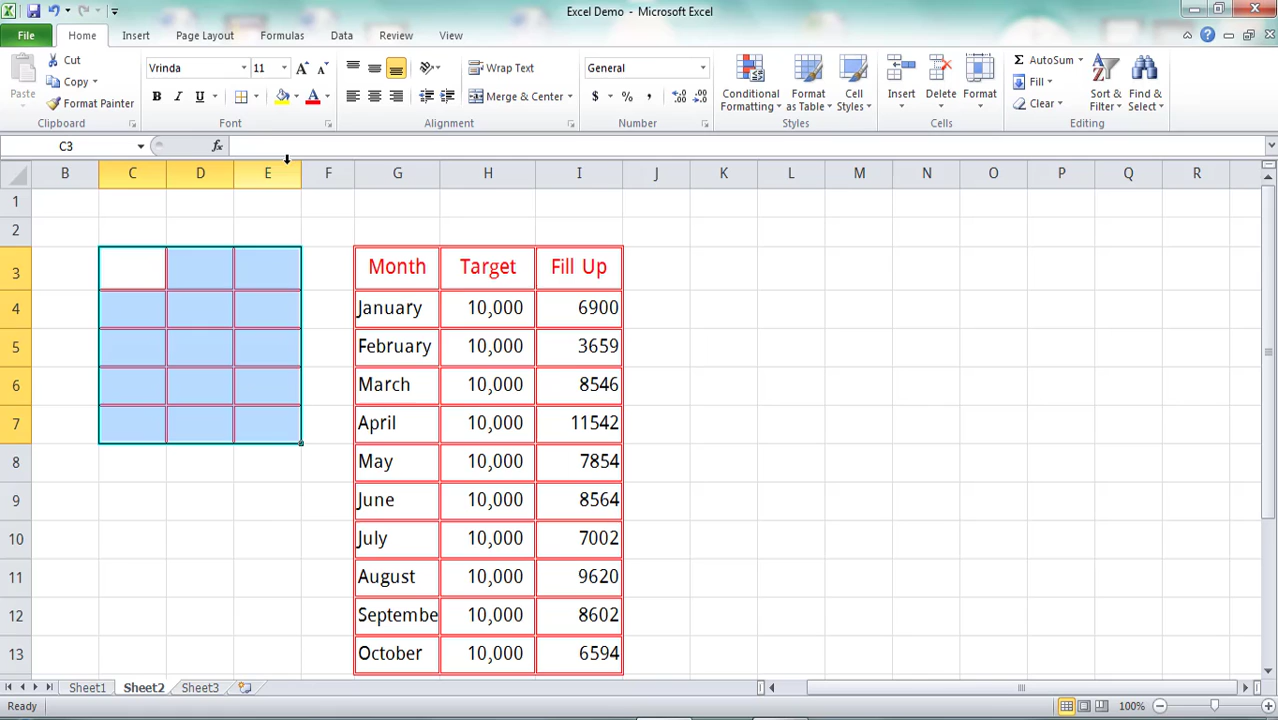 Excel Demo - Microsoft Excel
File Home Insert Page Layout Formulas Data Review View
Paste
Cut
Copy
Format Painter
Clipboard
Vrinda 11 A A
B I U A
Font
Wrap Text
Merge & Center
Alignment
General
$ % , .0 .00 .00 .0
Number
Conditional Formatting
Format as Table
Cell Styles
Styles
Insert Delete Format
Cells
Σ AutoSum
Fill
Clear
Sort & Filter
Find & Select
Editing
C3 fx
B C D E F G H I J K L M N O P Q R
1
2
3 Month Target Fill Up
4 January 10,000 6900
5 February 10,000 3659
6 March 10,000 8546
7 April 10,000 11542
8 May 10,000 7854
9 June 10,000 8564
10 July 10,000 7002
11 August 10,000 9620
12 Septembe 10,000 8602
13 October 10,000 6594
Sheet1 Sheet2 Sheet3
Ready 100%